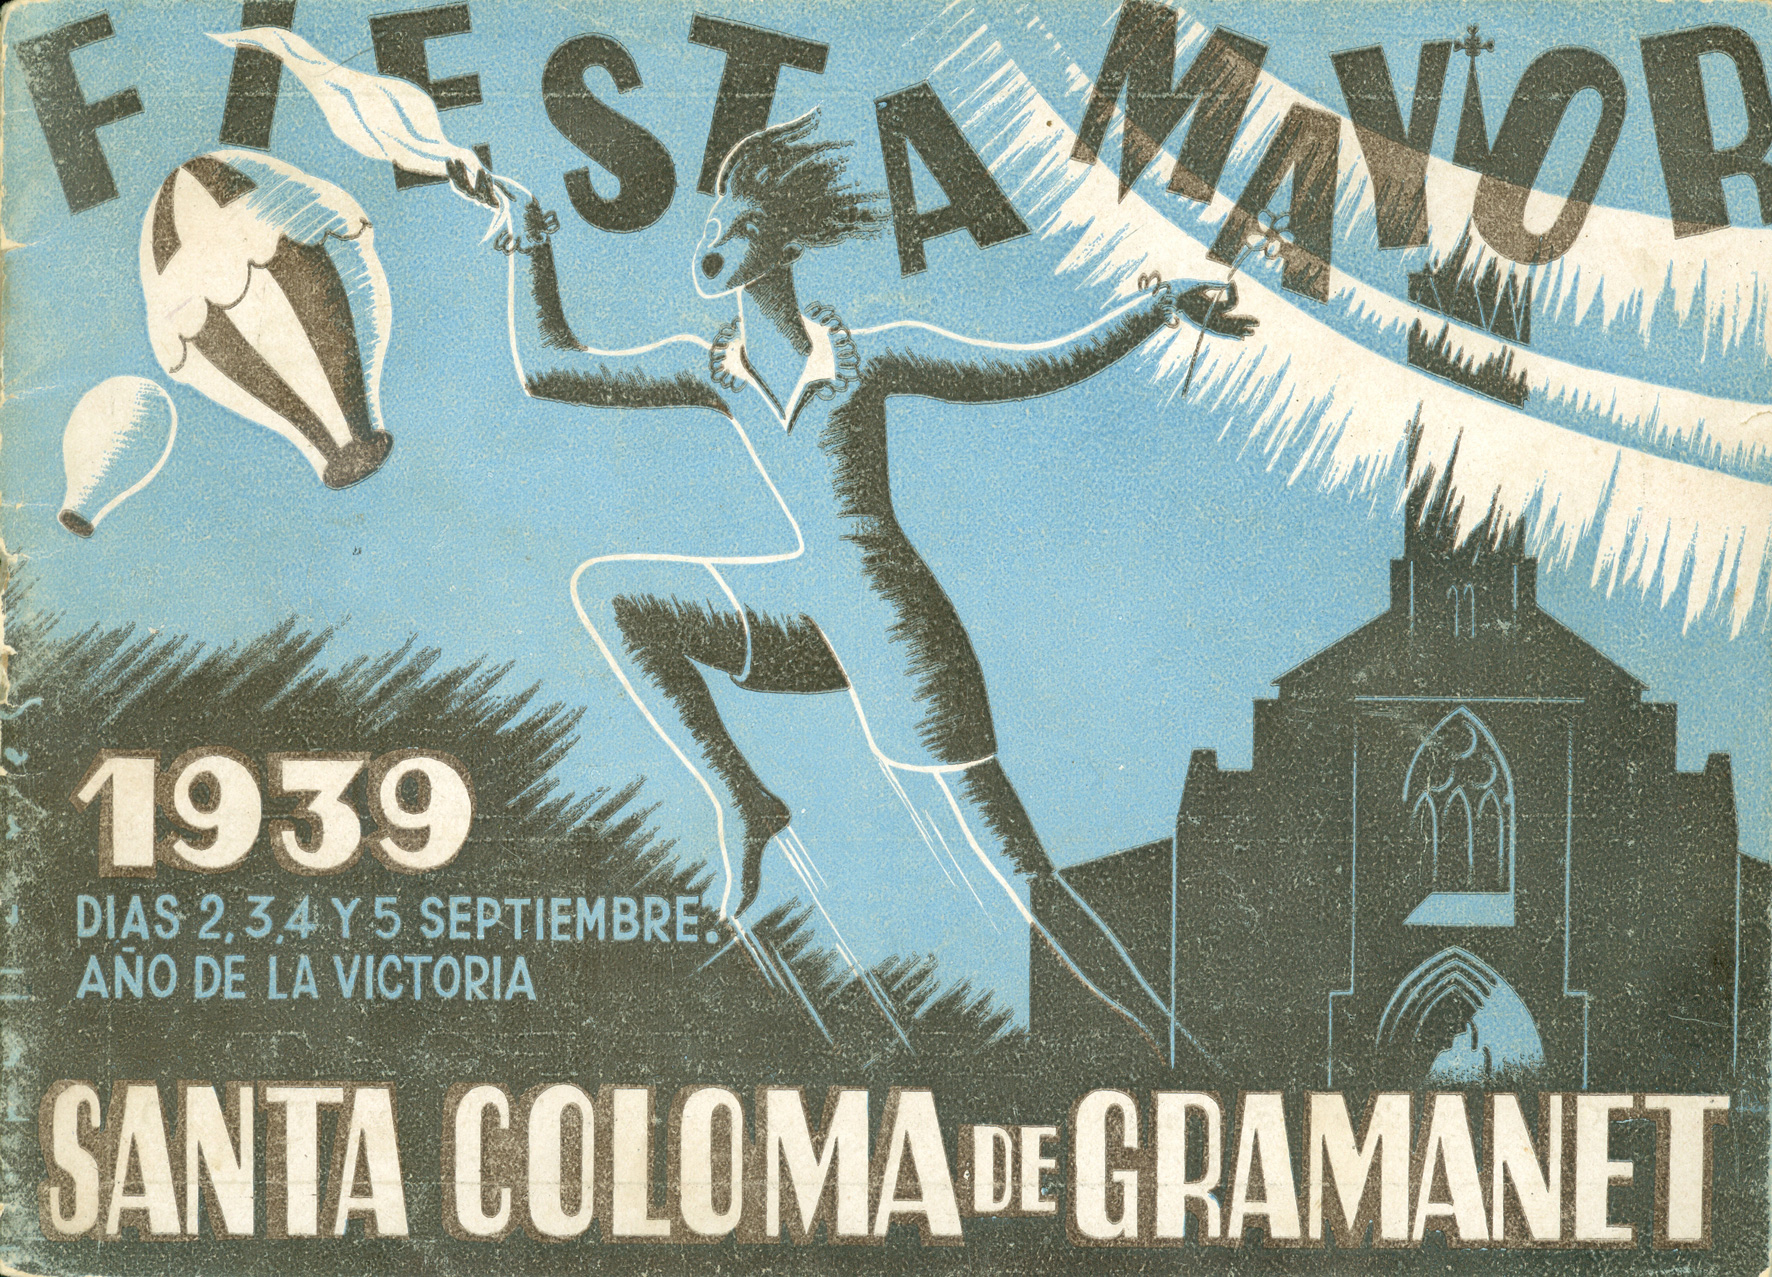 FIESTA MAYOR
1939
DIAS 2, 3, 4 Y 5 SEPTIEMBRE.
AÑO DE LA VICTORIA
SANTA COLOMA DE GRAMANET